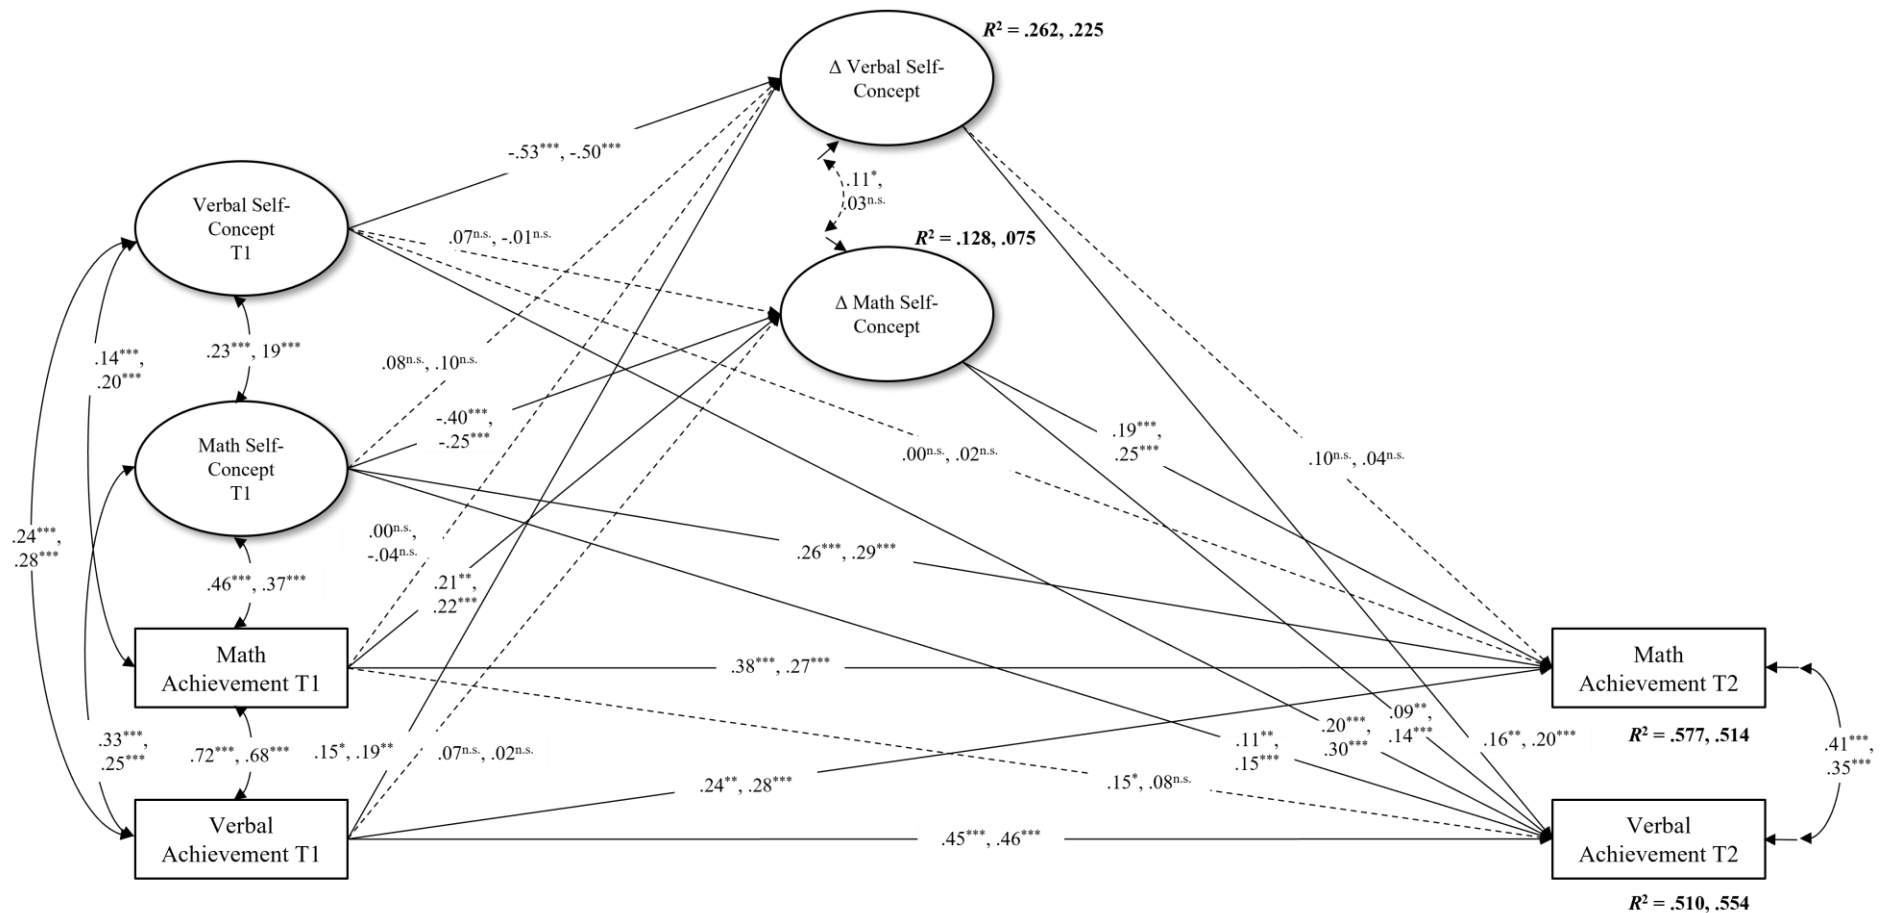 R² = .262, .225
Δ Verbal Self-
Concept
-.53***, -.50***
.11*,
.03n.s.
Verbal Self-
Concept
T1
.07n.s., -.01n.s.
R² = .128, .075
Δ Math Self-
Concept
.14***,
.20***
.23***, 19***
.08n.s., .10n.s.
-.40***,
-.25***
.19***,
.25***
.00n.s., .02n.s.
.10n.s., .04n.s.
Math Self-
Concept
T1
.24***,
.28***
.00n.s.,
-.04n.s.
.26***, .29***
.46***, .37***
.21**,
.22***
Math
Achievement T1
.38***, .27***
Math
Achievement T2
R² = .577, .514
.33***,
.25***
.72***, .68***
.15*, .19**
.07n.s., .02n.s.
.11**,
.15***
.20***,
.30***
.09**,
.14***
.16**, .20***
.41***,
.35***
.24**, .28***
.15*, .08n.s.
Verbal
Achievement T1
.45***, .46***
Verbal
Achievement T2
R² = .510, .554